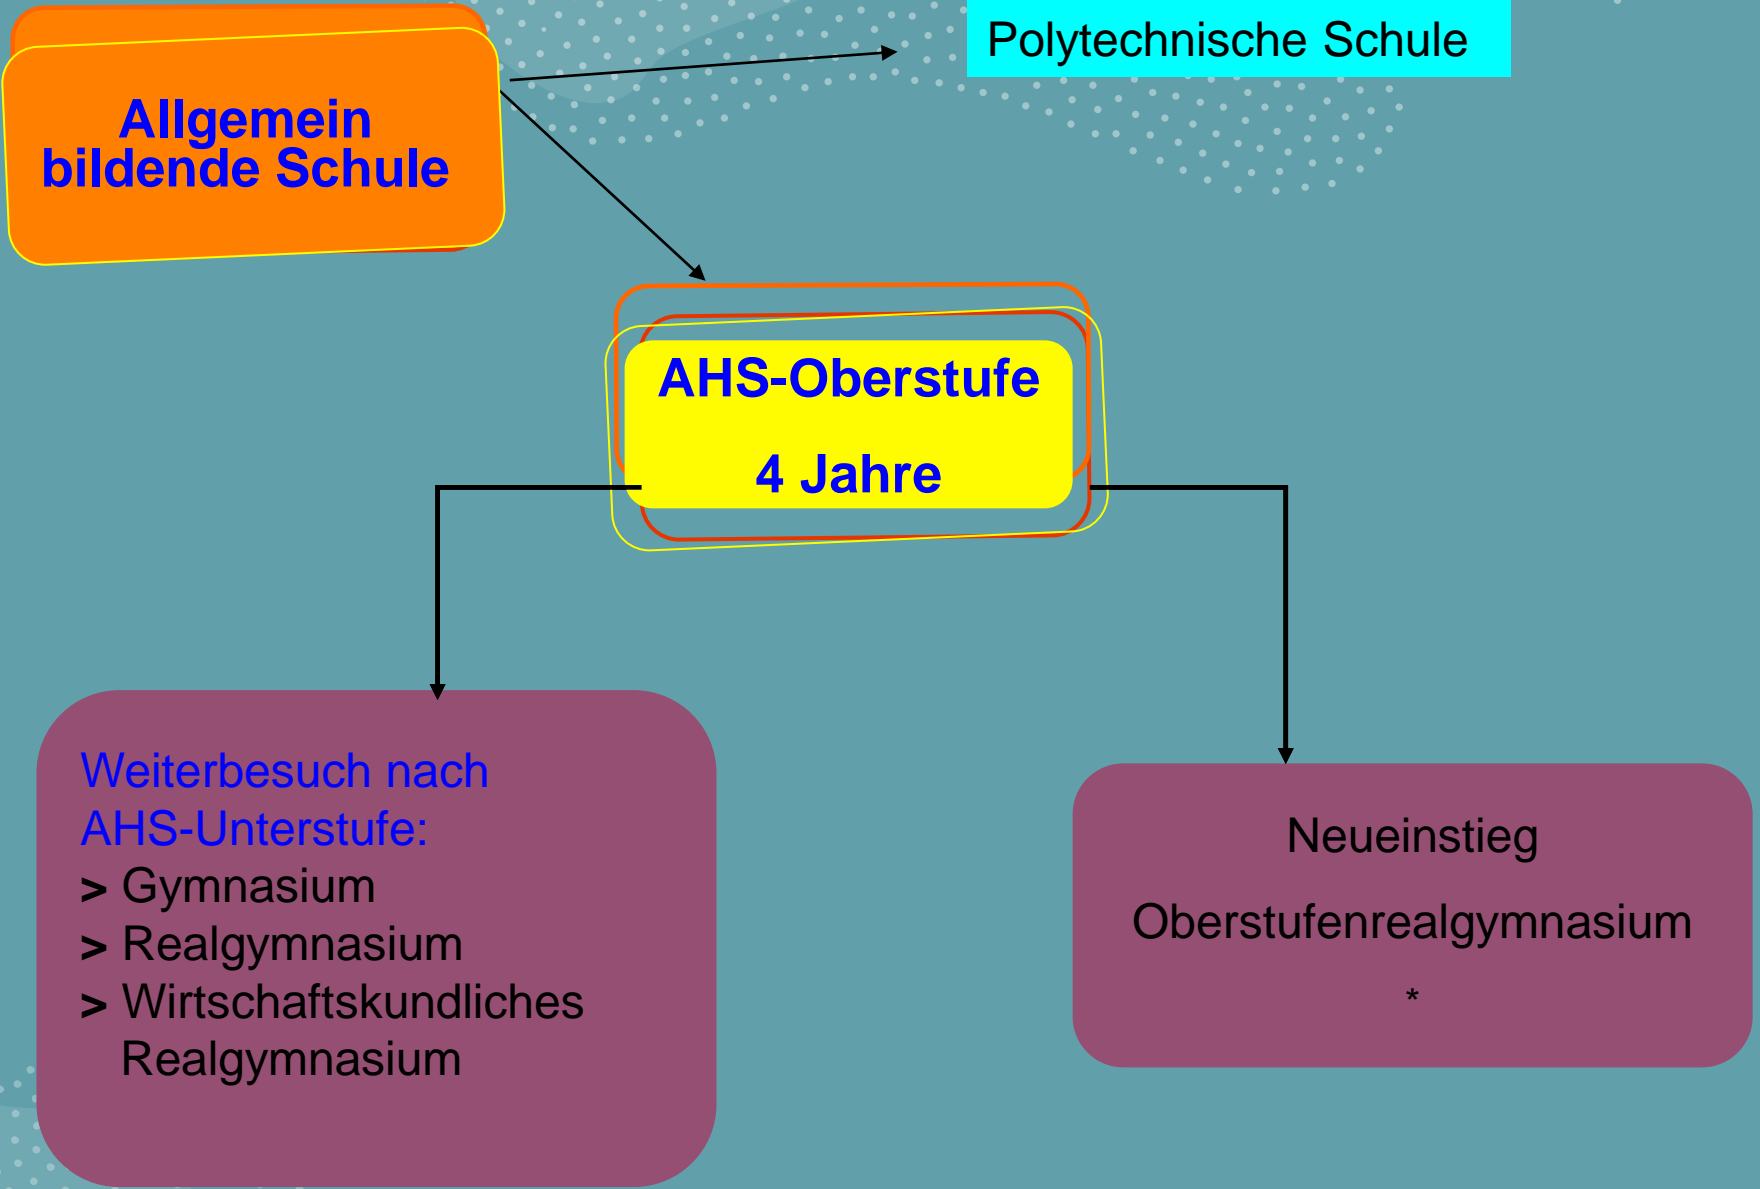 Polytechnische Schule
Allgemein
bildende Schule
AHS-Oberstufe
4 Jahre
Weiterbesuch nach
AHS-Unterstufe:
> Gymnasium
> Realgymnasium
> Wirtschaftskundliches
Realgymnasium
Neueinstieg
Oberstufenrealgymnasium
*